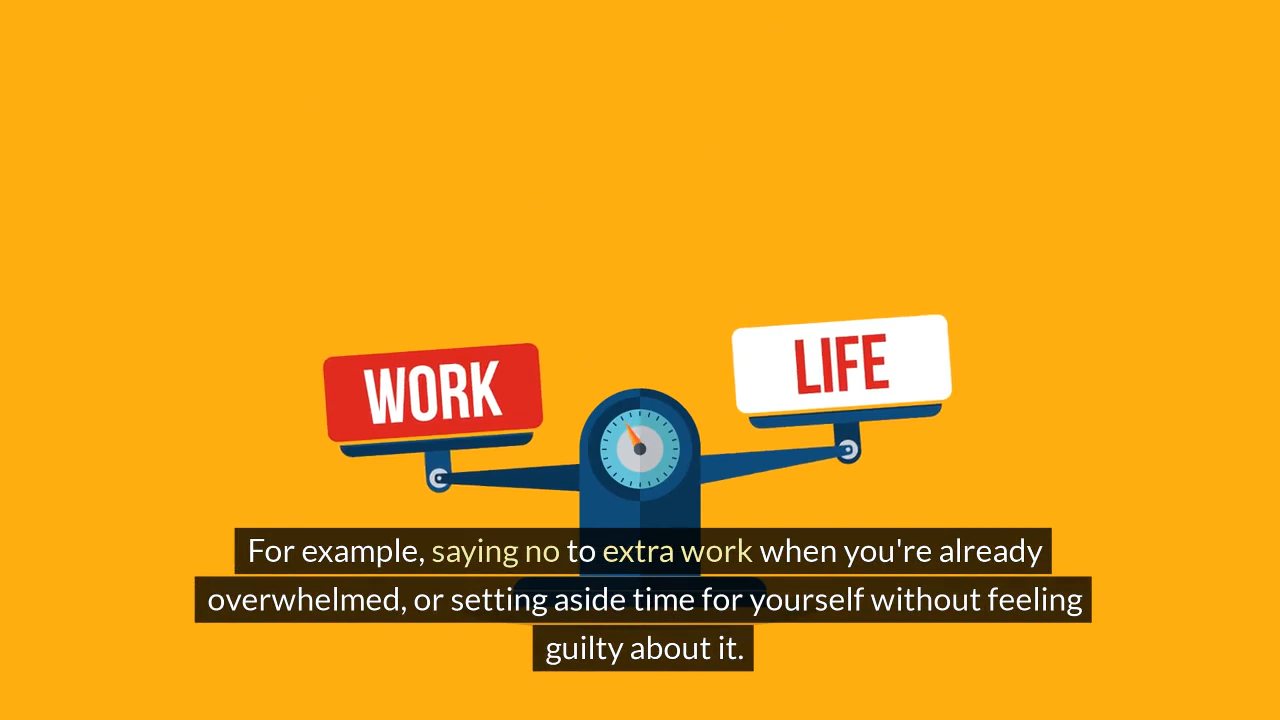 WORK
LIFE
For example, saying no to extra work when you're already
overwhelmed, or setting aside time for yourself without feeling
guilty about it.